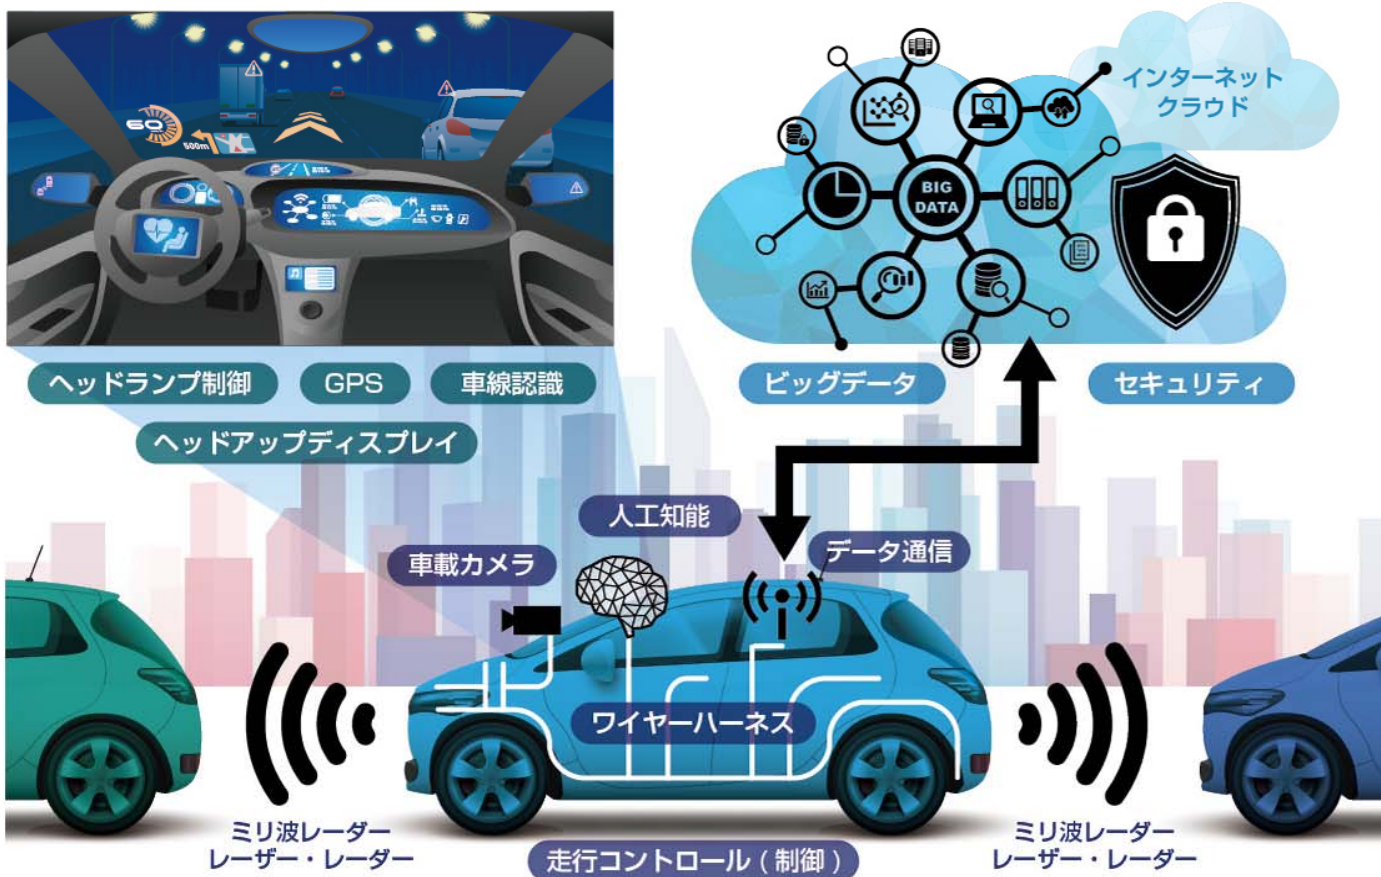 60
500m
インターネット
クラウド
BIG
DATA
ヘッドランプ制御
GPS
車線認識
ヘッドアップディスプレイ
ビッグデータ
セキュリティ
人工知能
車載カメラ
データ通信
ワイヤーハーネス
ミリ波レーダー
レーザー・レーダー
走行コントロール ( 制御 )
ミリ波レーダー
レーザー・レーダー